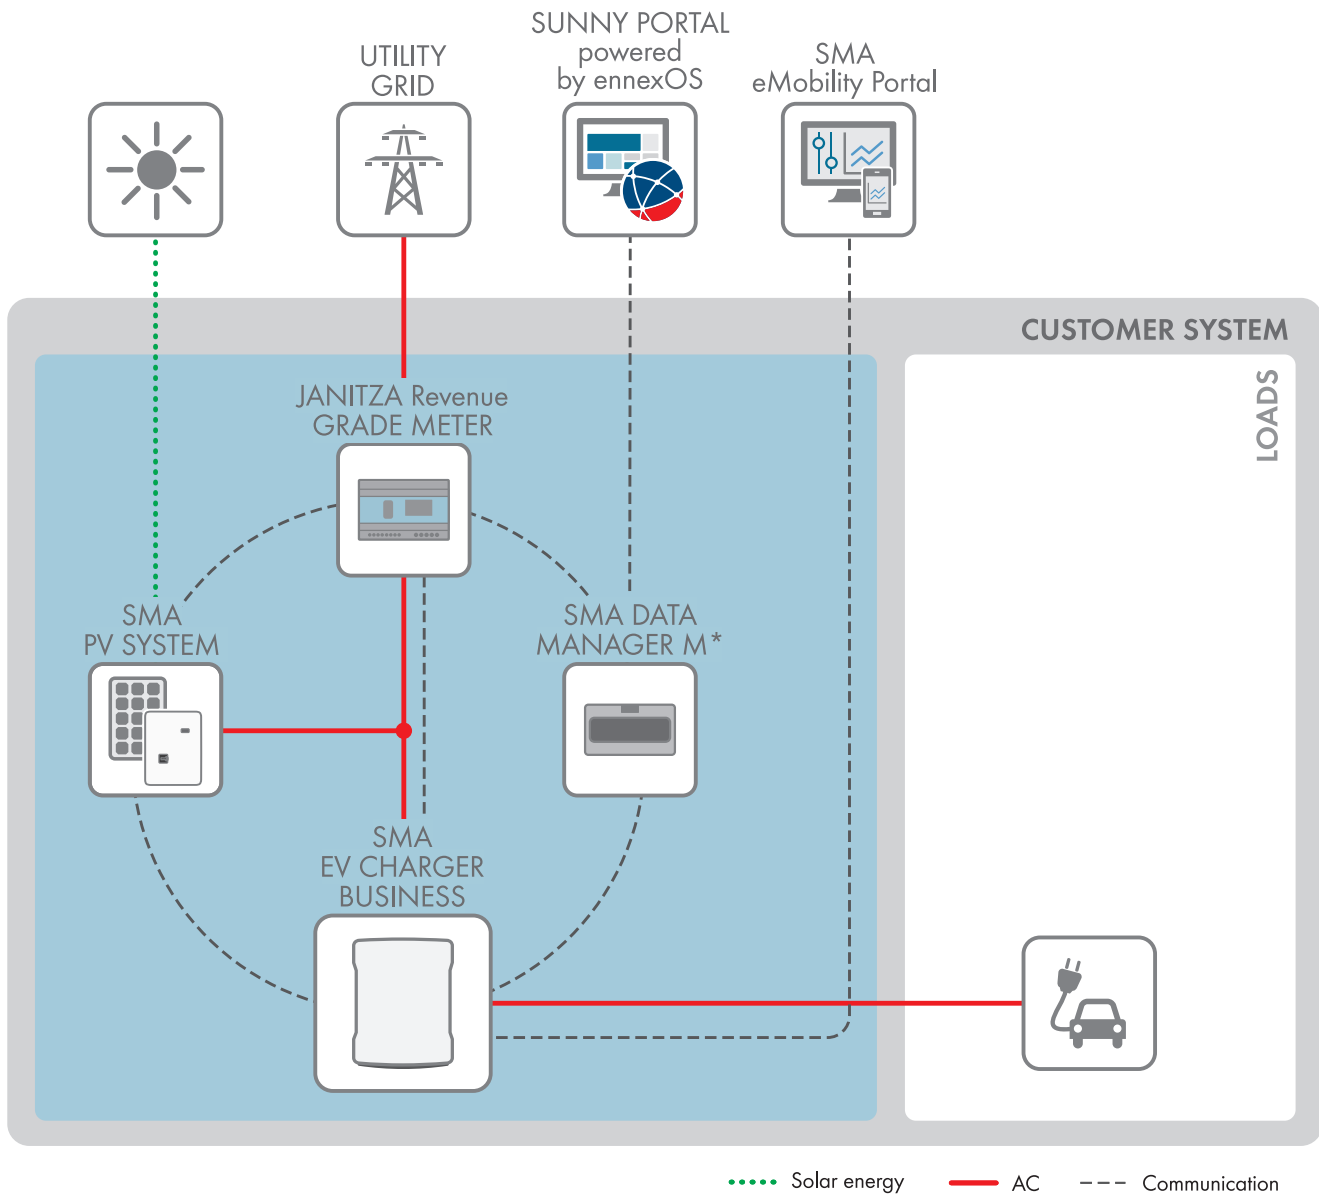 UTILITY
GRID
SUNNY PORTAL
powered
by ennexOS
SMA
eMobility Portal
CUSTOMER SYSTEM
LOADS
JANITZA Revenue
GRADE METER
SMA
PV SYSTEM
SMA DATA
MANAGER M*
SMA
EV CHARGER
BUSINESS
Solar energy
AC
Communication